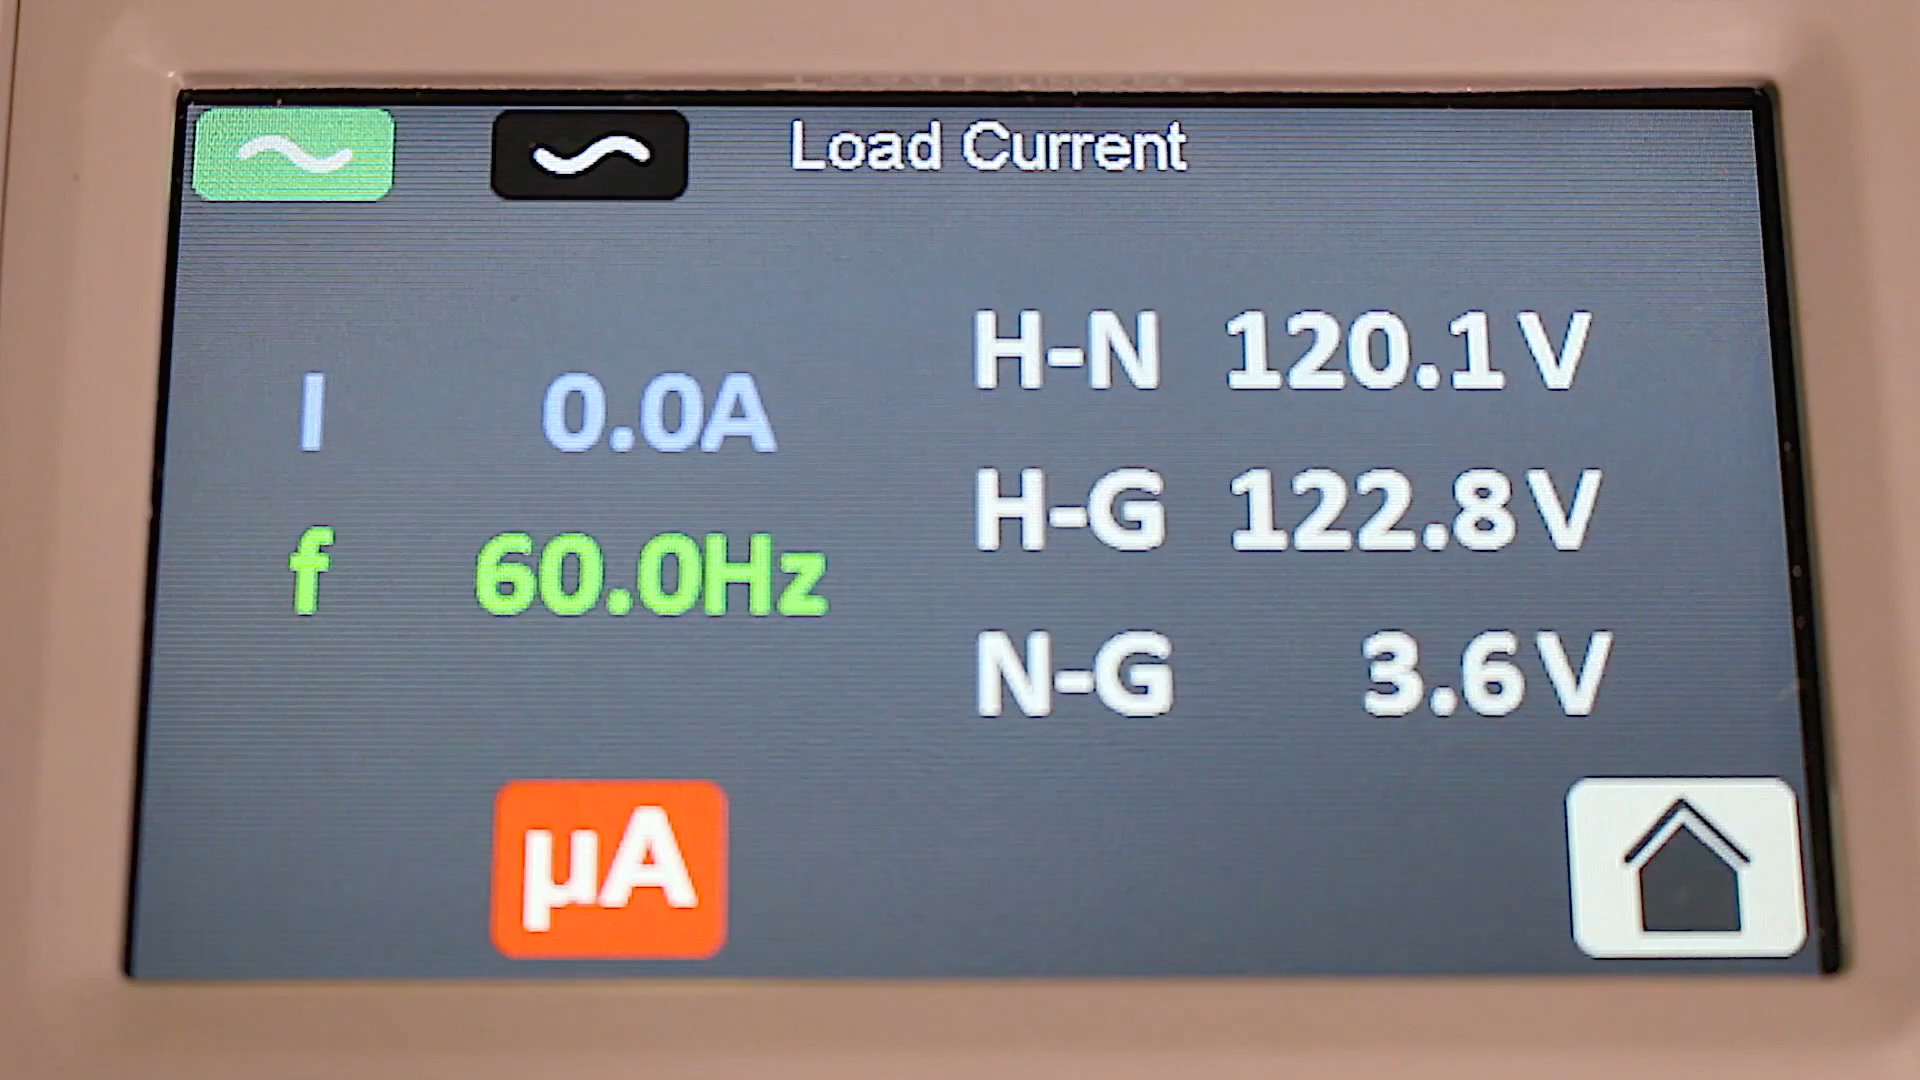 Load Current
I 0.0A
f 60.0Hz
H-N 120.1V
H-G 122.8V
N-G 3.6V
µA